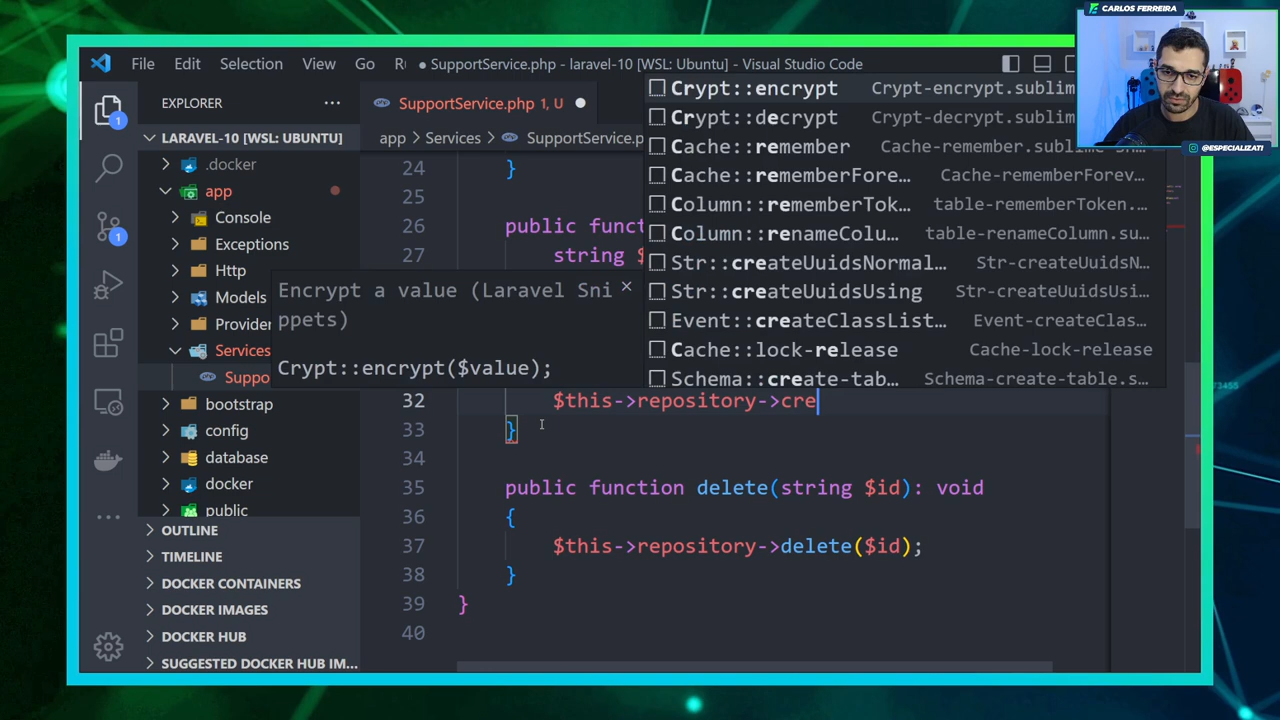 CARLOS FERREIRA
@ESPECIALIZATI
File Edit Selection View Go R
SupportService.php - laravel-10 [WSL: Ubuntu] - Visual Studio Code
EXPLORER
LARAVEL-10 [WSL: UBUNTU]
.docker
app
Console
Exceptions
Http
Models
Provider
Services
Suppo
bootstrap
config
database
docker
public
OUTLINE
TIMELINE
DOCKER CONTAINERS
DOCKER IMAGES
DOCKER HUB
SUGGESTED DOCKER HUB IM...
1
1
SupportService.php 1, U
app > Services > SupportService.p
24 }
25
26 public funct
27 string $
32 $this->repository->cre
33 }
34
35 public function delete(string $id): void
36 {
37 $this->repository->delete($id);
38 }
39 }
40
Encrypt a value (Laravel Sni
ppets)
Crypt::encrypt($value);
Crypt::encrypt Crypt-encrypt.sublim
Crypt::decrypt Crypt-decrypt.sublim
Cache::remember Cache-remember.sublime-
Cache::rememberFore... Cache-rememberForev...
Column::rememberTok... table-rememberToken....
Column::renameColu... table-renameColumn.su...
Str::createUuidsNormal... Str-createUuidsN...
Str::createUuidsUsing Str-createUuidsUsi...
Event::createClassList... Event-createClas...
Cache::lock-release Cache-lock-release
Schema::create-tab... Schema-create-table.s...